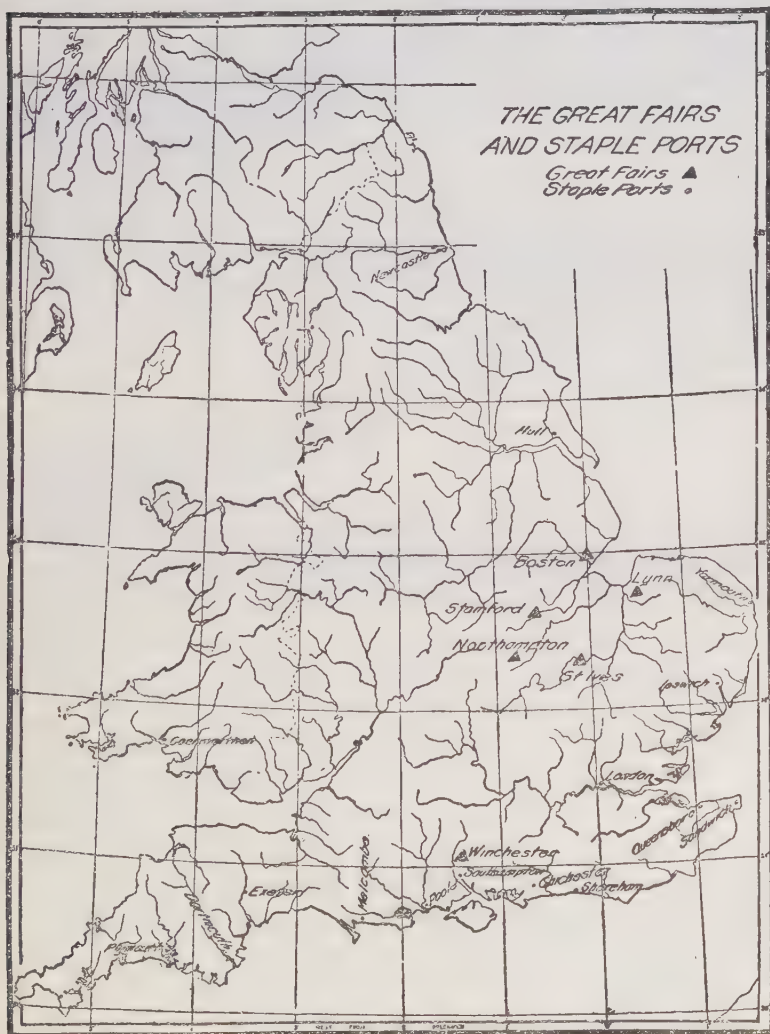 THE GREAT FAIRS
AND STAPLE PORTS
Great Fairs
Staple Ports
Newcastle
Hull
Boston
Lynn
Yarmouth
Stamford
Northampton
St Ives
Ipswich
Carmarthen
London
Queenboro
Sandwich
Winchester
Southampton
Chichester
Shoreham
Poole
Melcombe
Exeter
Dartmouth
Plymouth